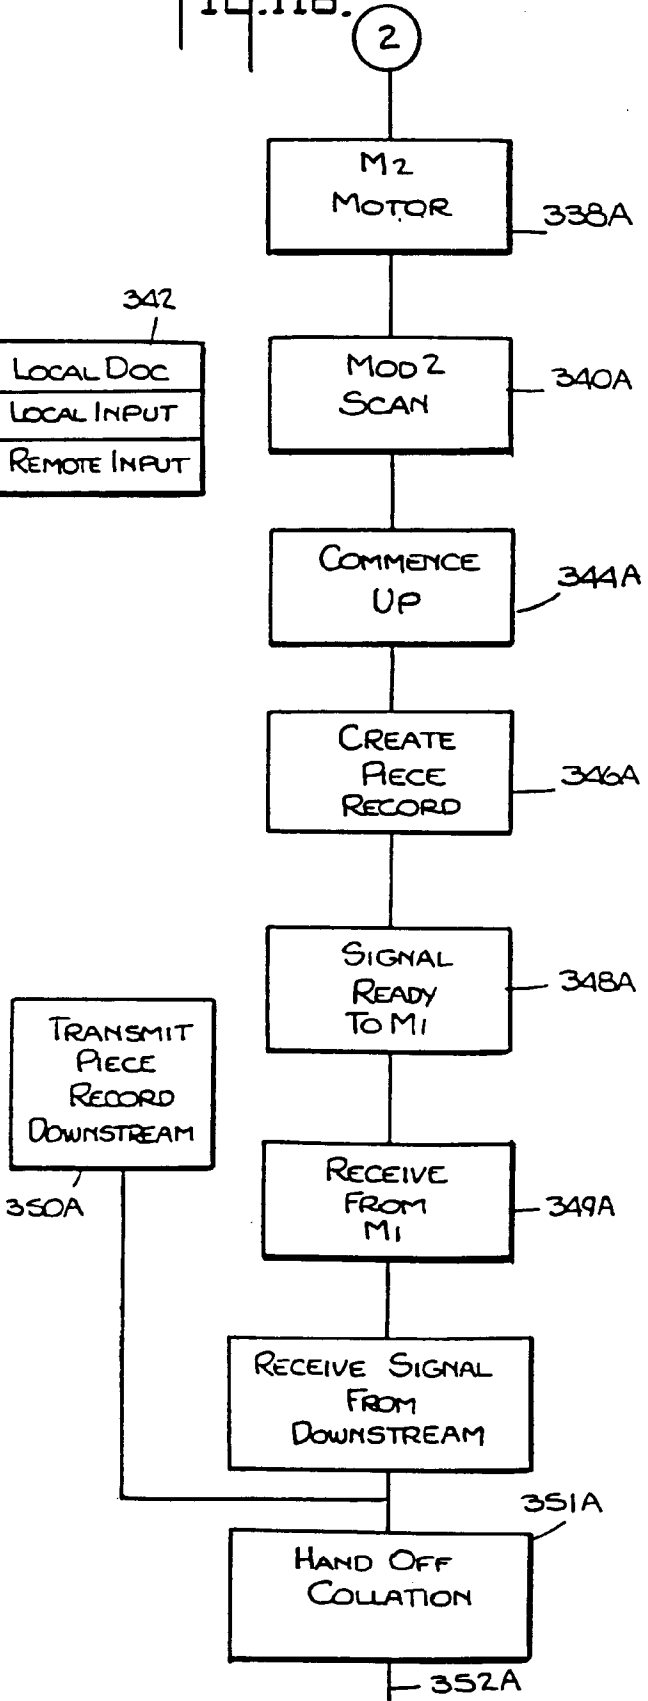 2
M2
MOTOR
338A
342
LOCAL DOC
LOCAL INPUT
REMOTE INPUT
MOD 2
SCAN
340A
COMMENCE
UP
344A
CREATE
PIECE
RECORD
346A
SIGNAL
READY
TO M1
348A
TRANSMIT
PIECE
RECORD
DOWNSTREAM
350A
RECEIVE
FROM
M1
349A
RECEIVE SIGNAL
FROM
DOWNSTREAM
351A
HAND OFF
COLLATION
352A